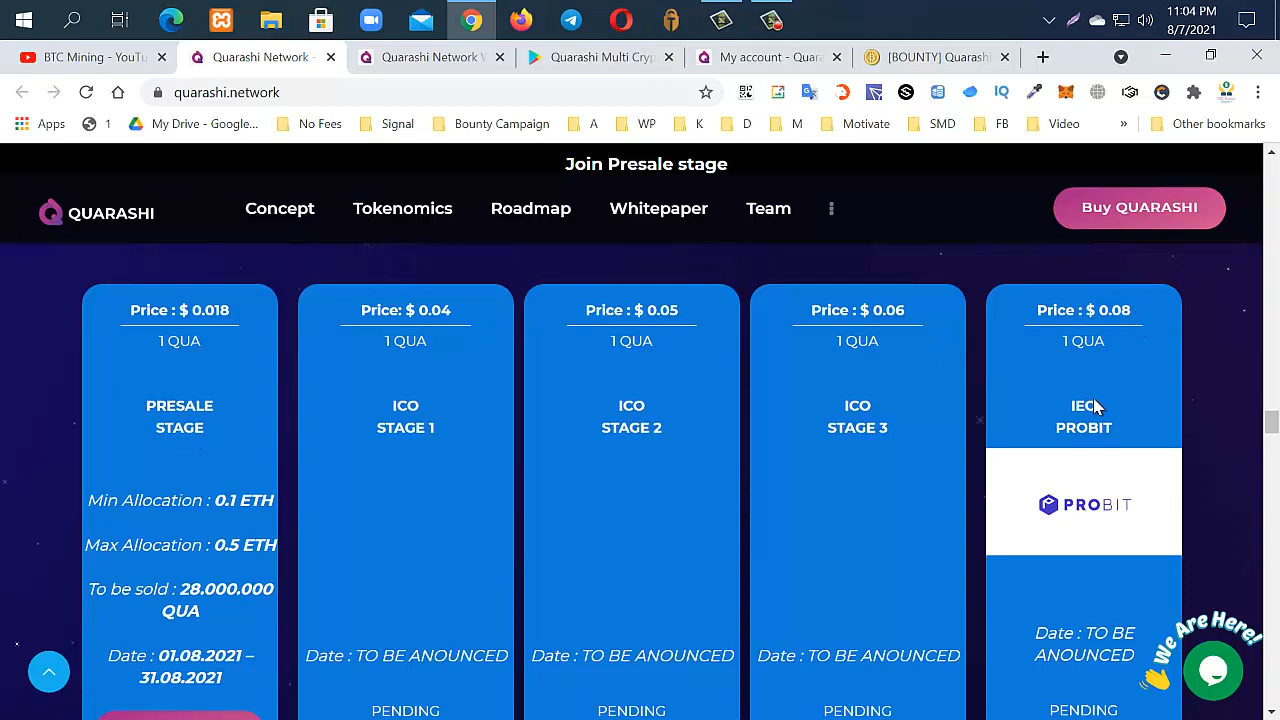 11:04 PM
8/7/2021
BTC Mining - YouTu
Quarashi Network -
Quarashi Network V
Quarashi Multi Cryp
My account - Quara
[BOUNTY] Quarashi
quarashi.network
IQ
Apps
1
My Drive - Google...
No Fees
Signal
Bounty Campaign
A
WP
K
D
M
Motivate
SMD
FB
Video
»
Other bookmarks
Join Presale stage
QUARASHI
Concept
Tokenomics
Roadmap
Whitepaper
Team
Buy QUARASHI
Price : $ 0.018
1 QUA
PRESALE
STAGE
Min Allocation : 0.1 ETH
Max Allocation : 0.5 ETH
To be sold : 28.000.000
QUA
Date : 01.08.2021 –
31.08.2021
Price: $ 0.04
1 QUA
ICO
STAGE 1
Date : TO BE ANOUNCED
PENDING
Price : $ 0.05
1 QUA
ICO
STAGE 2
Date : TO BE ANOUNCED
PENDING
Price : $ 0.06
1 QUA
ICO
STAGE 3
Date : TO BE ANOUNCED
PENDING
Price : $ 0.08
1 QUA
IEO
PROBIT
PROBIT
Date : TO BE
ANOUNCED
PENDING
We Are Here!